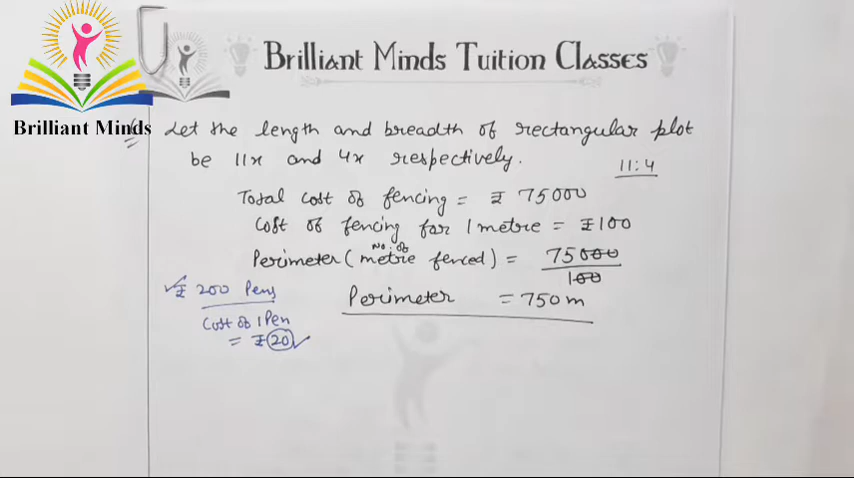 Brilliant Minds Tuition Classes
Brilliant Minds
Let the length and breadth of rectangular plot
be 11x and 4x respectively.
11:4
Total cost of fencing = ₹ 75000
Cost of fencing for 1 metre = ₹100
No. of
Perimeter (metre fenced) = 75000
100
Perimeter = 750 m
✓₹ 200 Pens
Cost of 1 Pen
= ₹ 20 ✓